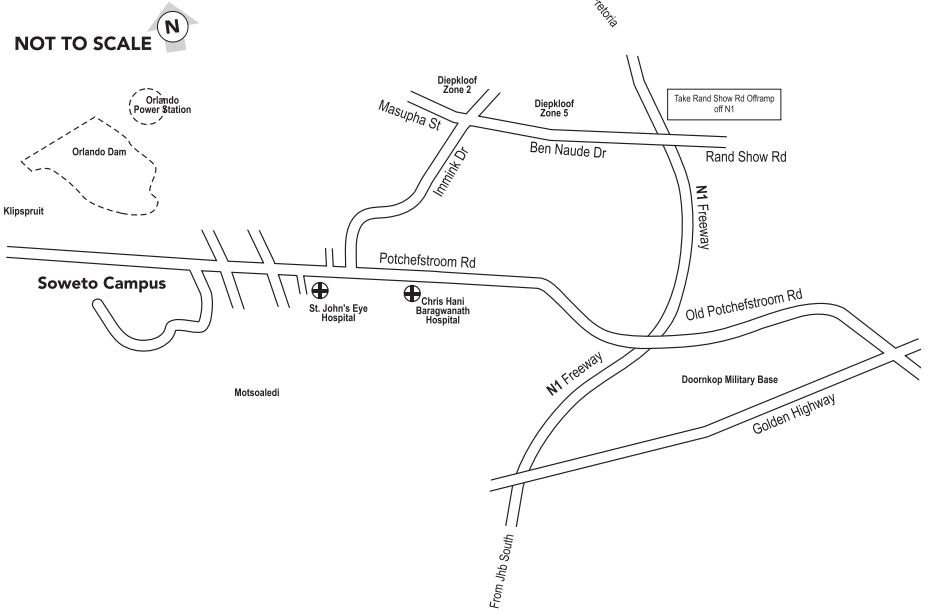 retoria
N
NOT TO SCALE
Diepkloof
Zone 2
Take Rand Show Rd Offramp
off N1
Orlando
Power Station
Diepkloof
Zone 5
Masupha St
Ben Naude Dr
Rand Show Rd
Orlando Dam
Immink Dr
N1 Freeway
Klipspruit
Potchefstroom Rd
Soweto Campus
St. John's Eye
Hospital
Chris Hani
Baragwanath
Hospital
Old Potchefstroom Rd
N1 Freeway
Doornkop Military Base
Motsoaledi
Golden Highway
From Jhb South